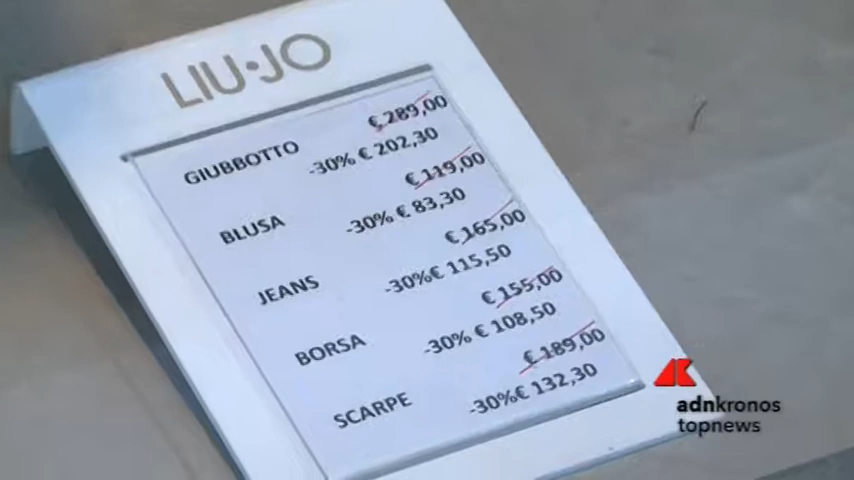 LIU·JO
€ 289,00
GIUBBOTTO -30% € 202,30
€ 119,00
BLUSA -30% € 83,30
€ 165,00
JEANS -30%€ 115,50
€ 155,00
BORSA -30% € 108,50
€ 189,00
SCARPE -30%€ 132,30
adnkronos
topnews